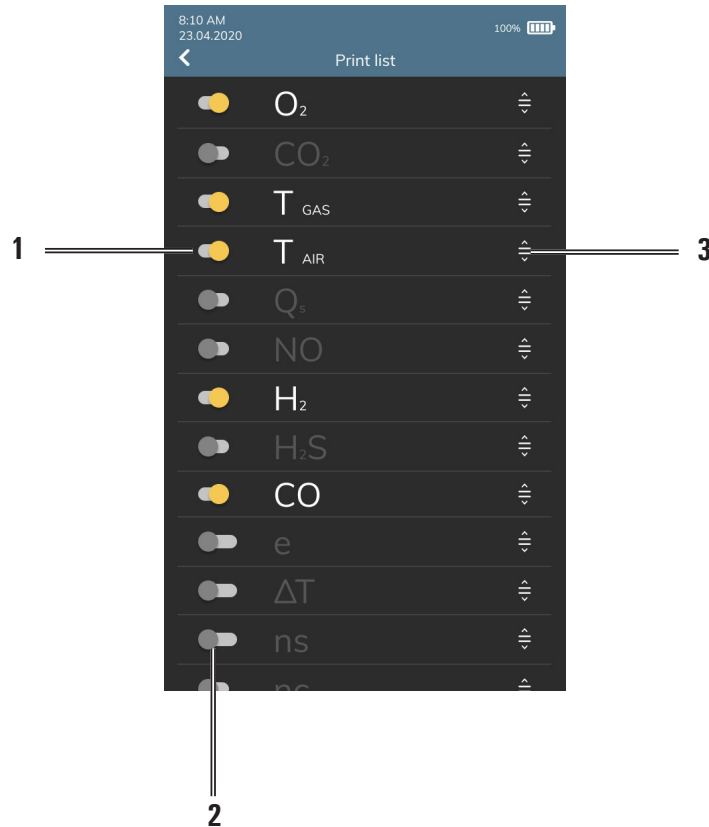 8:10 AM
100%
23.04.2020
Print list
O₂
CO₂
T GAS
1
T AIR
3
Qₛ
NO
H₂
H₂S
CO
e
ΔT
ns
2